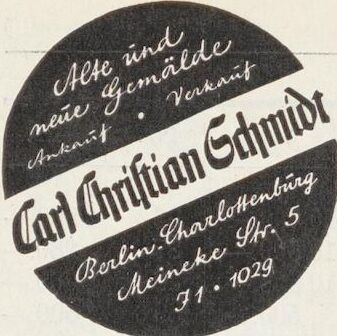 Alte und
neue Gemälde
Ankauf • Verkauf
Carl Christian Schmidt
Berlin-Charlottenburg
Meineke Str. 5
J1 • 1029